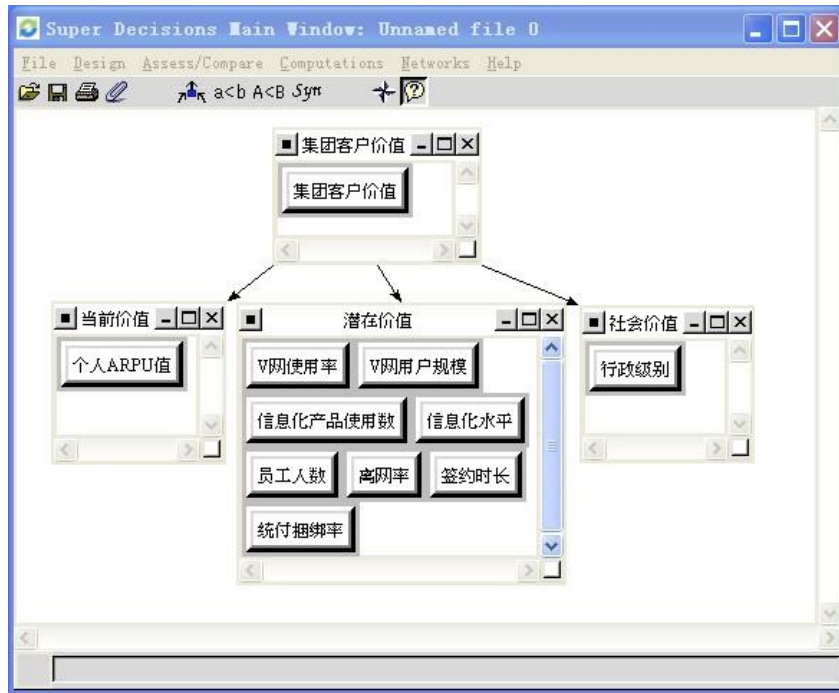 Super Decisions Main Window: Unnamed file 0
File Design Assess/Compare Computations Networks Help
a<b A<B Syn
集团客户价值
集团客户价值
当前价值 潜在价值 社会价值
个人ARPU值 V网使用率 V网用户规模 行政级别
信息化产品使用数 信息化水平
员工人数 离网率 签约时长
统付捆绑率